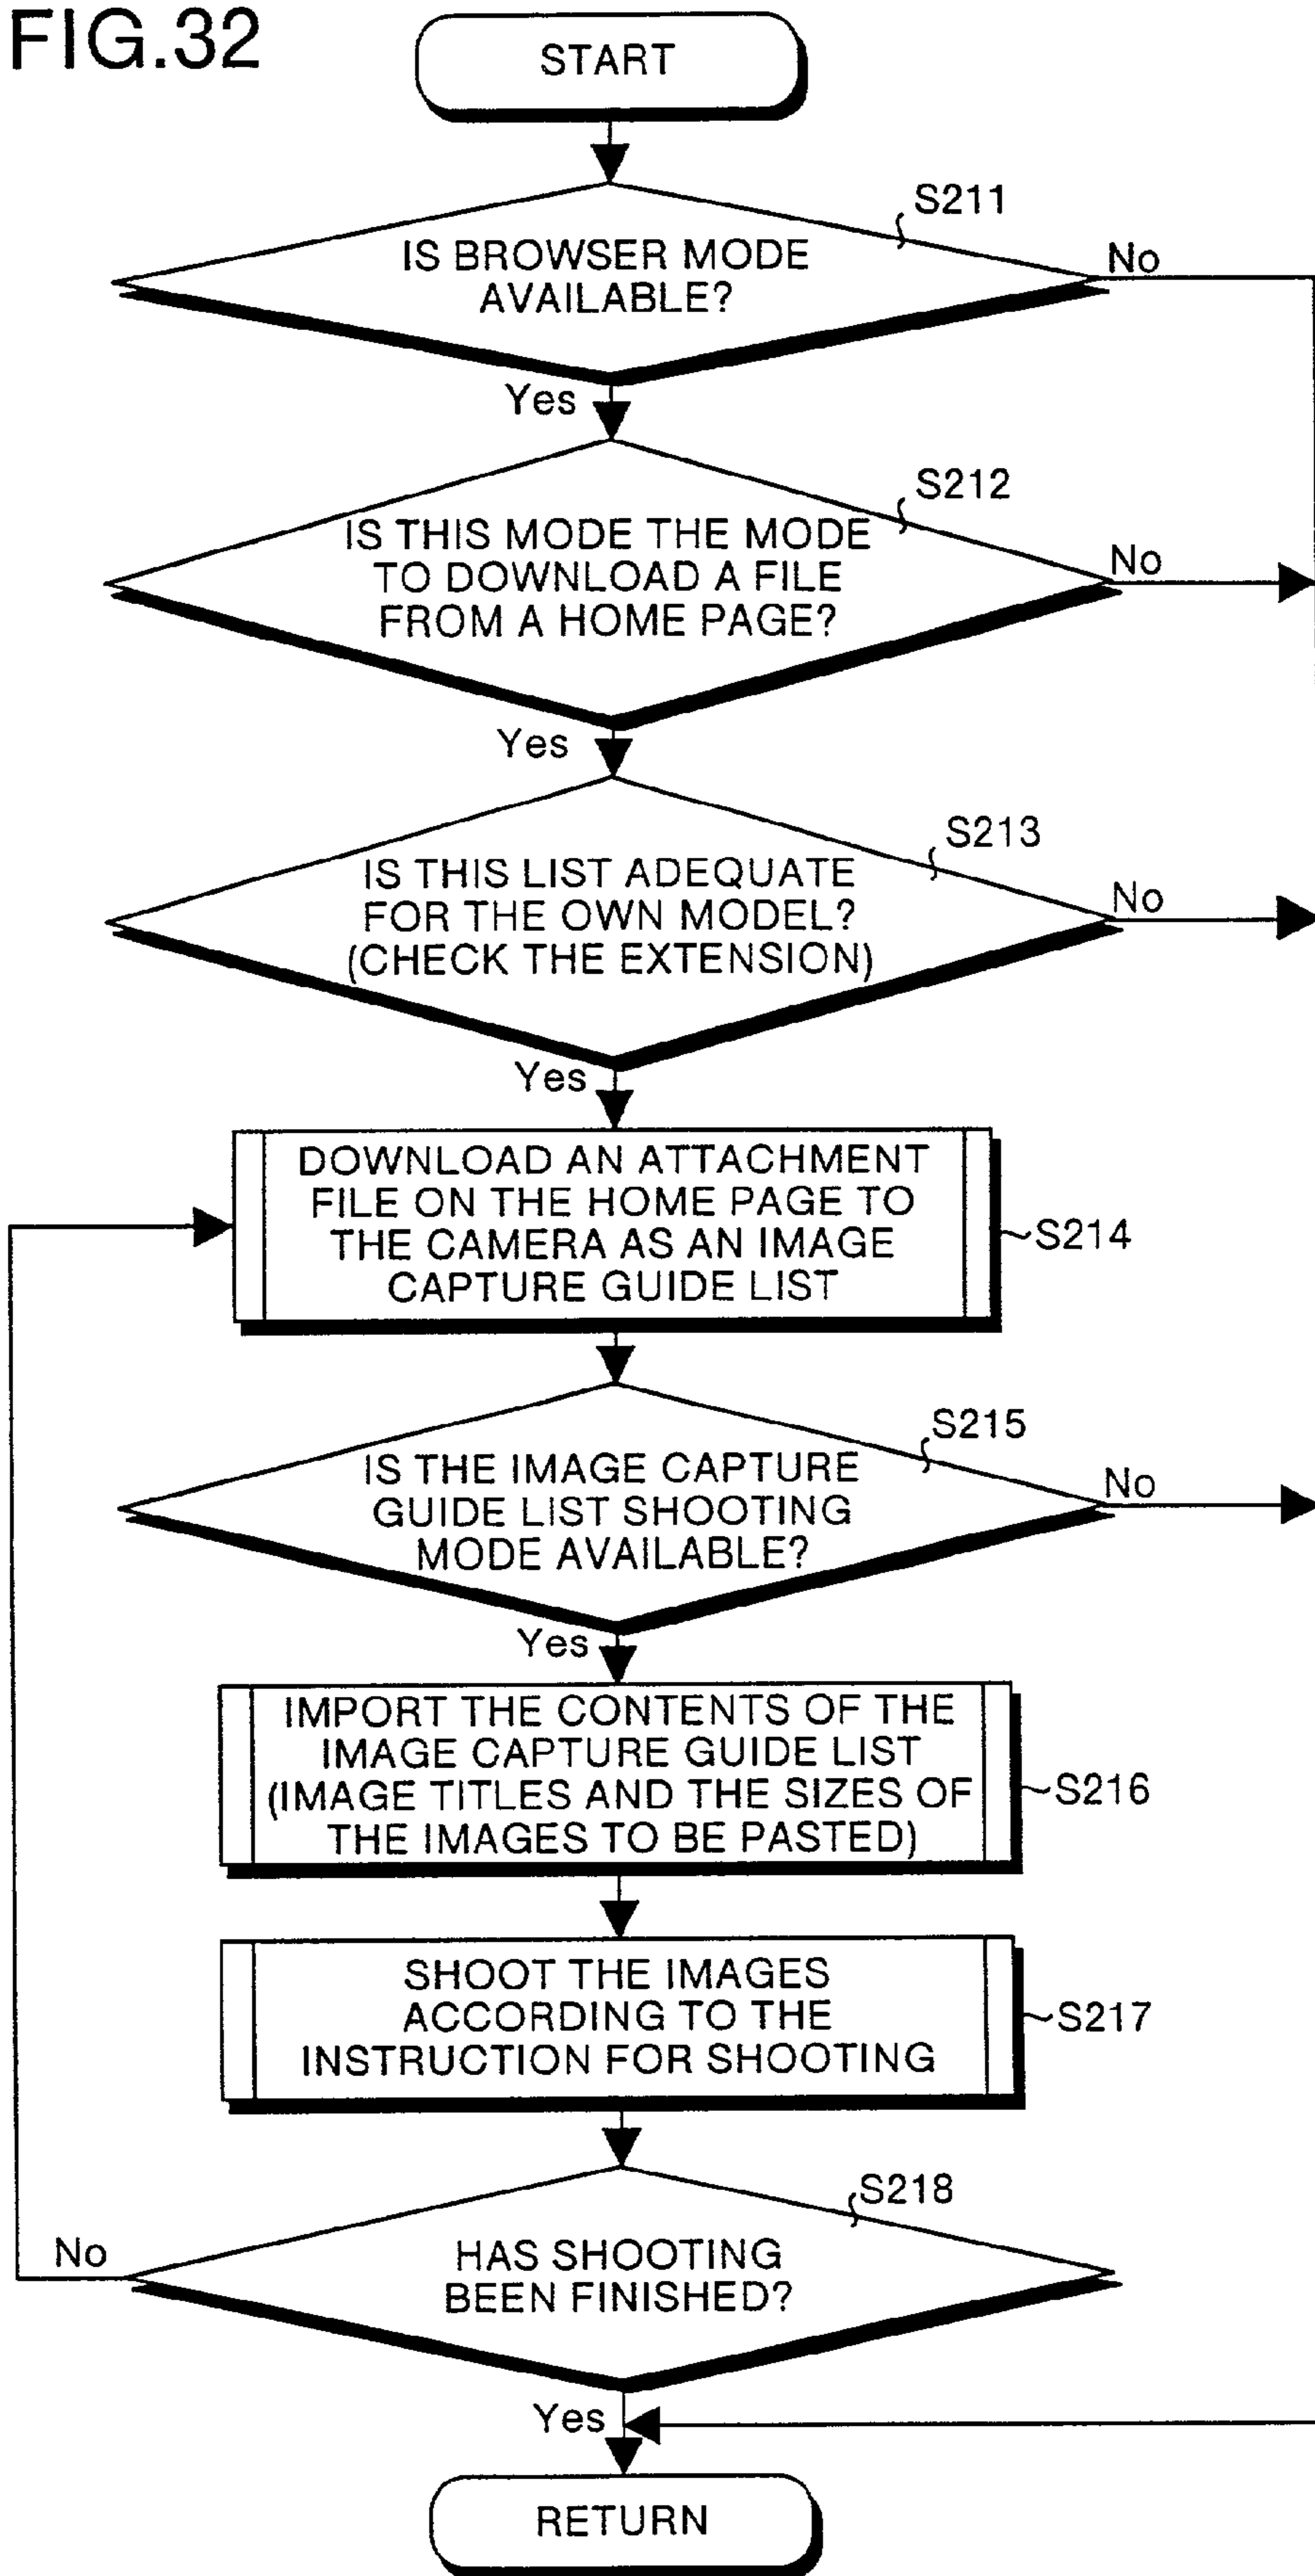 FIG.32
START
S211
IS BROWSER MODE
AVAILABLE?
No
Yes
S212
IS THIS MODE THE MODE
TO DOWNLOAD A FILE
FROM A HOME PAGE?
No
Yes
S213
IS THIS LIST ADEQUATE
FOR THE OWN MODEL?
(CHECK THE EXTENSION)
No
Yes
DOWNLOAD AN ATTACHMENT
FILE ON THE HOME PAGE TO
THE CAMERA AS AN IMAGE
CAPTURE GUIDE LIST
S214
S215
IS THE IMAGE CAPTURE
GUIDE LIST SHOOTING
MODE AVAILABLE?
No
Yes
IMPORT THE CONTENTS OF THE
IMAGE CAPTURE GUIDE LIST
(IMAGE TITLES AND THE SIZES OF
THE IMAGES TO BE PASTED)
S216
SHOOT THE IMAGES
ACCORDING TO THE
INSTRUCTION FOR SHOOTING
S217
S218
No
HAS SHOOTING
BEEN FINISHED?
Yes
RETURN